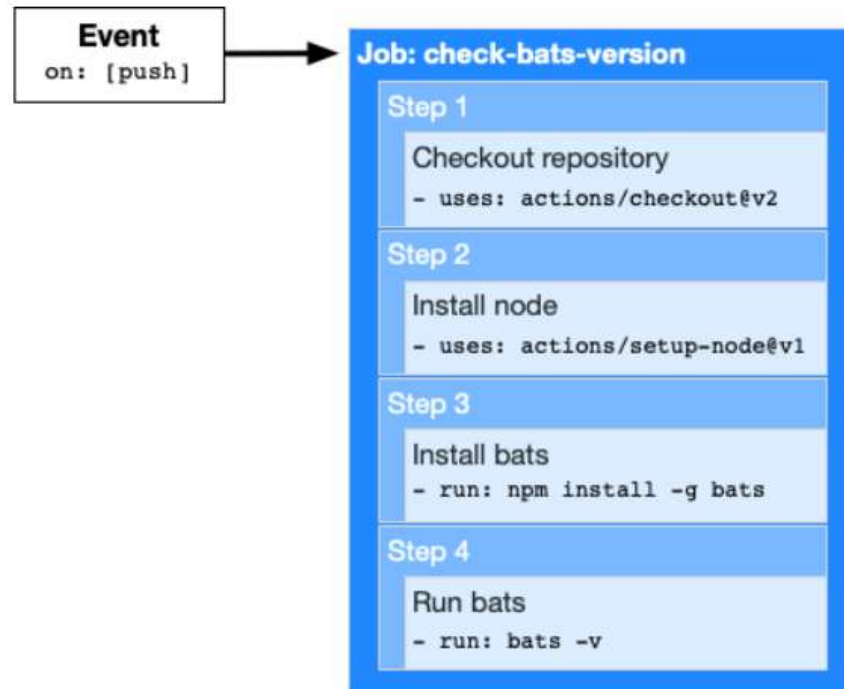 Event
on: [push]
Job: check-bats-version
Step 1
Checkout repository
- uses: actions/checkout@v2
Step 2
Install node
- uses: actions/setup-node@v1
Step 3
Install bats
- run: npm install -g bats
Step 4
Run bats
- run: bats -v